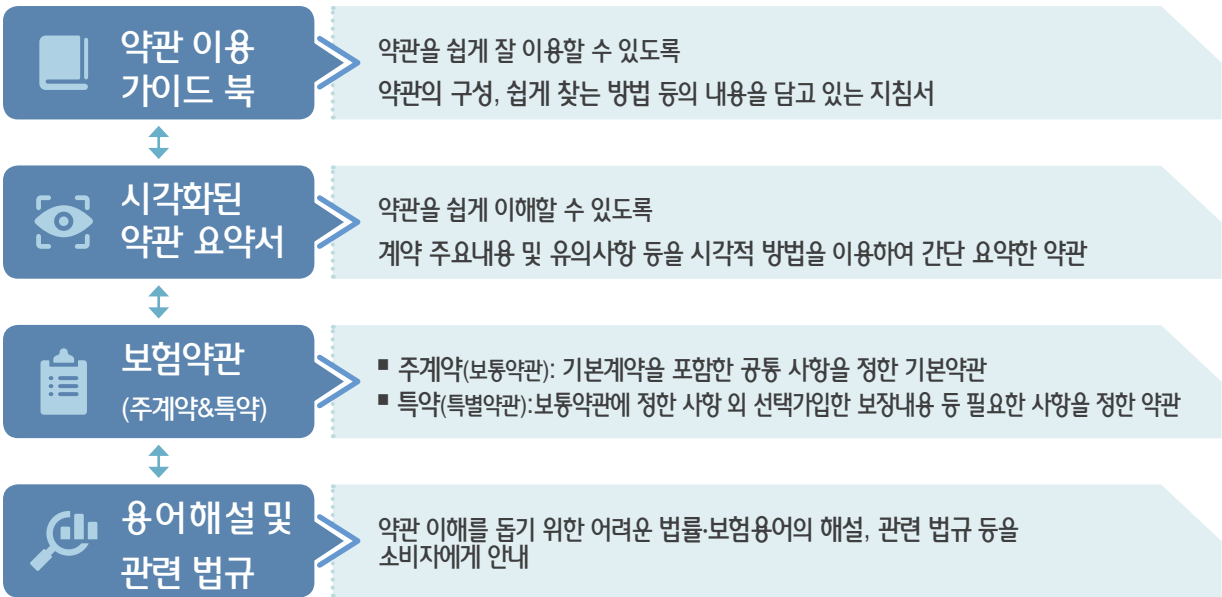 약관 이용
가이드 북
약관을 쉽게 잘 이용할 수 있도록
약관의 구성, 쉽게 찾는 방법 등의 내용을 담고 있는 지침서
시각화된
약관 요약서
약관을 쉽게 이해할 수 있도록
계약 주요내용 및 유의사항 등을 시각적 방법을 이용하여 간단 요약한 약관
보험약관
(주계약&특약)
▪ 주계약(보통약관): 기본계약을 포함한 공통 사항을 정한 기본약관
▪ 특약(특별약관):보통약관에 정한 사항 외 선택가입한 보장내용 등 필요한 사항을 정한 약관
용어해설 및
관련 법규
약관 이해를 돕기 위한 어려운 법률·보험용어의 해설, 관련 법규 등을
소비자에게 안내